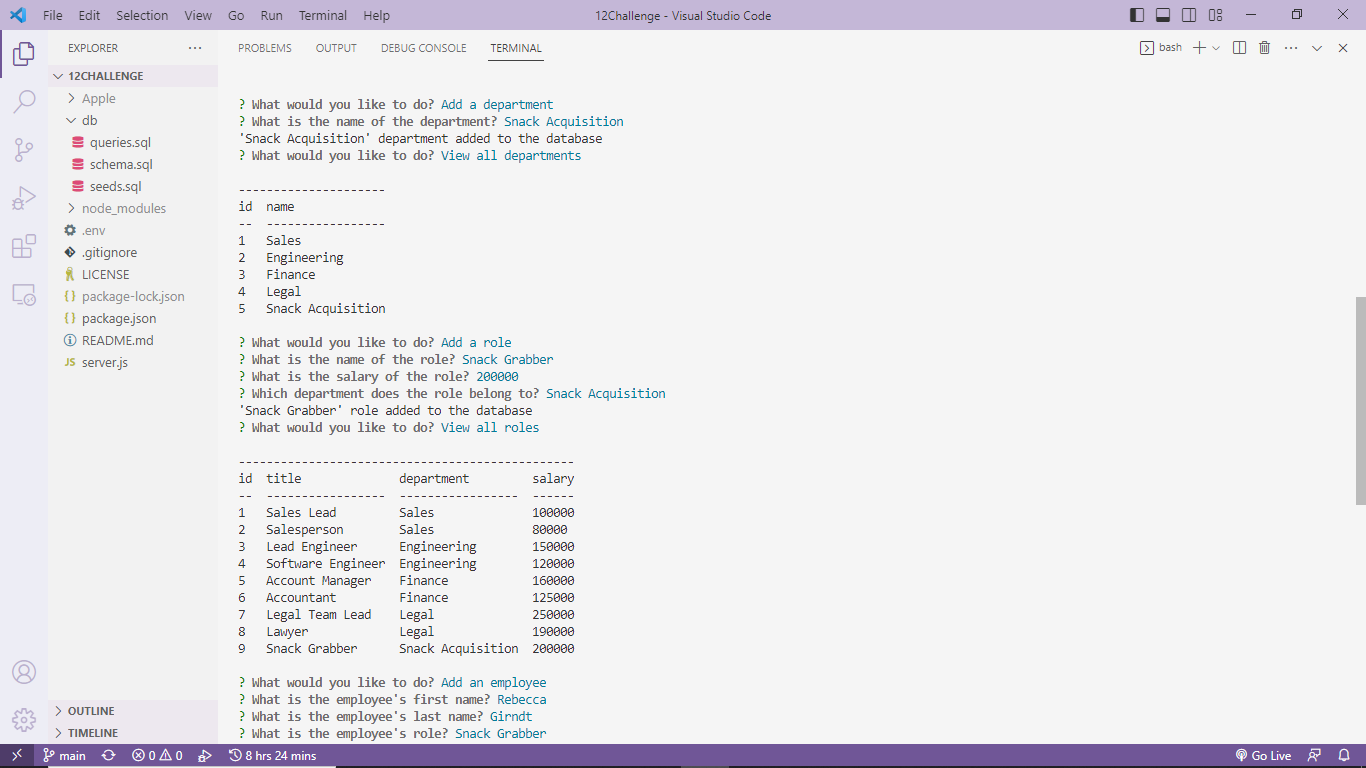 File Edit Selection View Go Run Terminal Help 12Challenge - Visual Studio Code
EXPLORER ···
12CHALLENGE
Apple
db
queries.sql
schema.sql
seeds.sql
node_modules
.env
.gitignore
LICENSE
{} package-lock.json
{} package.json
README.md
JS server.js
OUTLINE
TIMELINE
PROBLEMS OUTPUT DEBUG CONSOLE TERMINAL bash
? What would you like to do? Add a department
? What is the name of the department? Snack Acquisition
'Snack Acquisition' department added to the database
? What would you like to do? View all departments
---------------------
id  name
--  -----------------
1   Sales
2   Engineering
3   Finance
4   Legal
5   Snack Acquisition
? What would you like to do? Add a role
? What is the name of the role? Snack Grabber
? What is the salary of the role? 200000
? Which department does the role belong to? Snack Acquisition
'Snack Grabber' role added to the database
? What would you like to do? View all roles
------------------------------------------------
id  title              department         salary
--  -----------------  -----------------  ------
1   Sales Lead         Sales              100000
2   Salesperson        Sales              80000
3   Lead Engineer      Engineering        150000
4   Software Engineer  Engineering        120000
5   Account Manager    Finance            160000
6   Accountant         Finance            125000
7   Legal Team Lead    Legal              250000
8   Lawyer             Legal              190000
9   Snack Grabber      Snack Acquisition  200000
? What would you like to do? Add an employee
? What is the employee's first name? Rebecca
? What is the employee's last name? Girndt
? What is the employee's role? Snack Grabber
main 0 0 8 hrs 24 mins Go Live